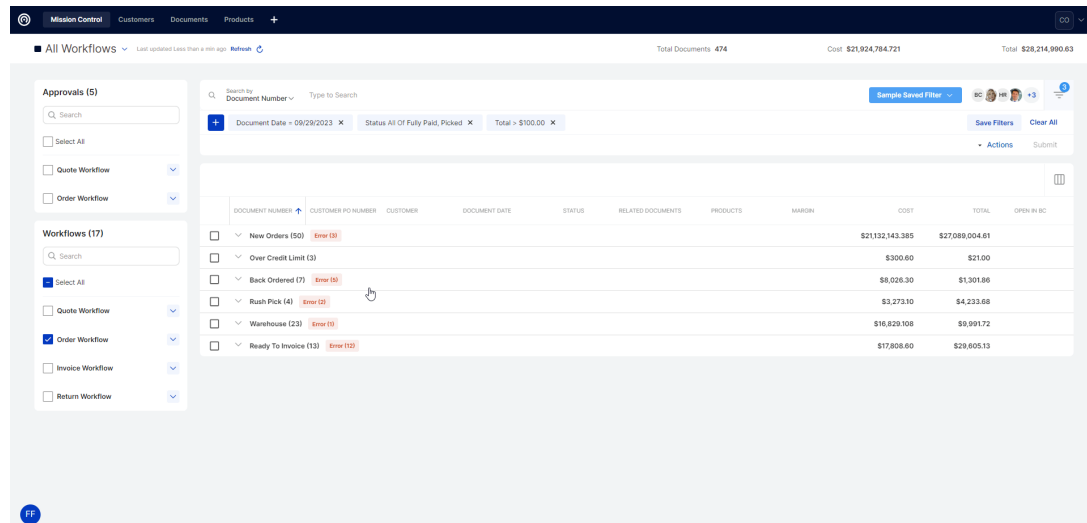 Mission Control Customers Documents Products + CO
All Workflows Last updated Less than a min ago Refresh Total Documents 474 Cost $21,924,784.721 Total $28,214,990.63
Approvals (5)
Search
Select All
Quote Workflow
Order Workflow
Workflows (17)
Search
Select All
Quote Workflow
Order Workflow
Invoice Workflow
Return Workflow
Search by
Document Number Type to Search Sample Saved Filter BC HR +3 3
+ Document Date = 09/29/2023 × Status All Of Fully Paid, Picked × Total > $100.00 × Save Filters Clear All
Actions Submit
DOCUMENT NUMBER CUSTOMER PO NUMBER CUSTOMER DOCUMENT DATE STATUS RELATED DOCUMENTS PRODUCTS MARGIN COST TOTAL OPEN IN BC
New Orders (50) Error (3) $21,132,143.385 $27,089,004.61
Over Credit Limit (3) $300.60 $21.00
Back Ordered (7) Error (5) $8,026.30 $1,301.86
Rush Pick (4) Error (2) $3,273.10 $4,233.68
Warehouse (23) Error (1) $16,829.108 $9,991.72
Ready To Invoice (13) Error (12) $17,808.60 $29,605.13
FF